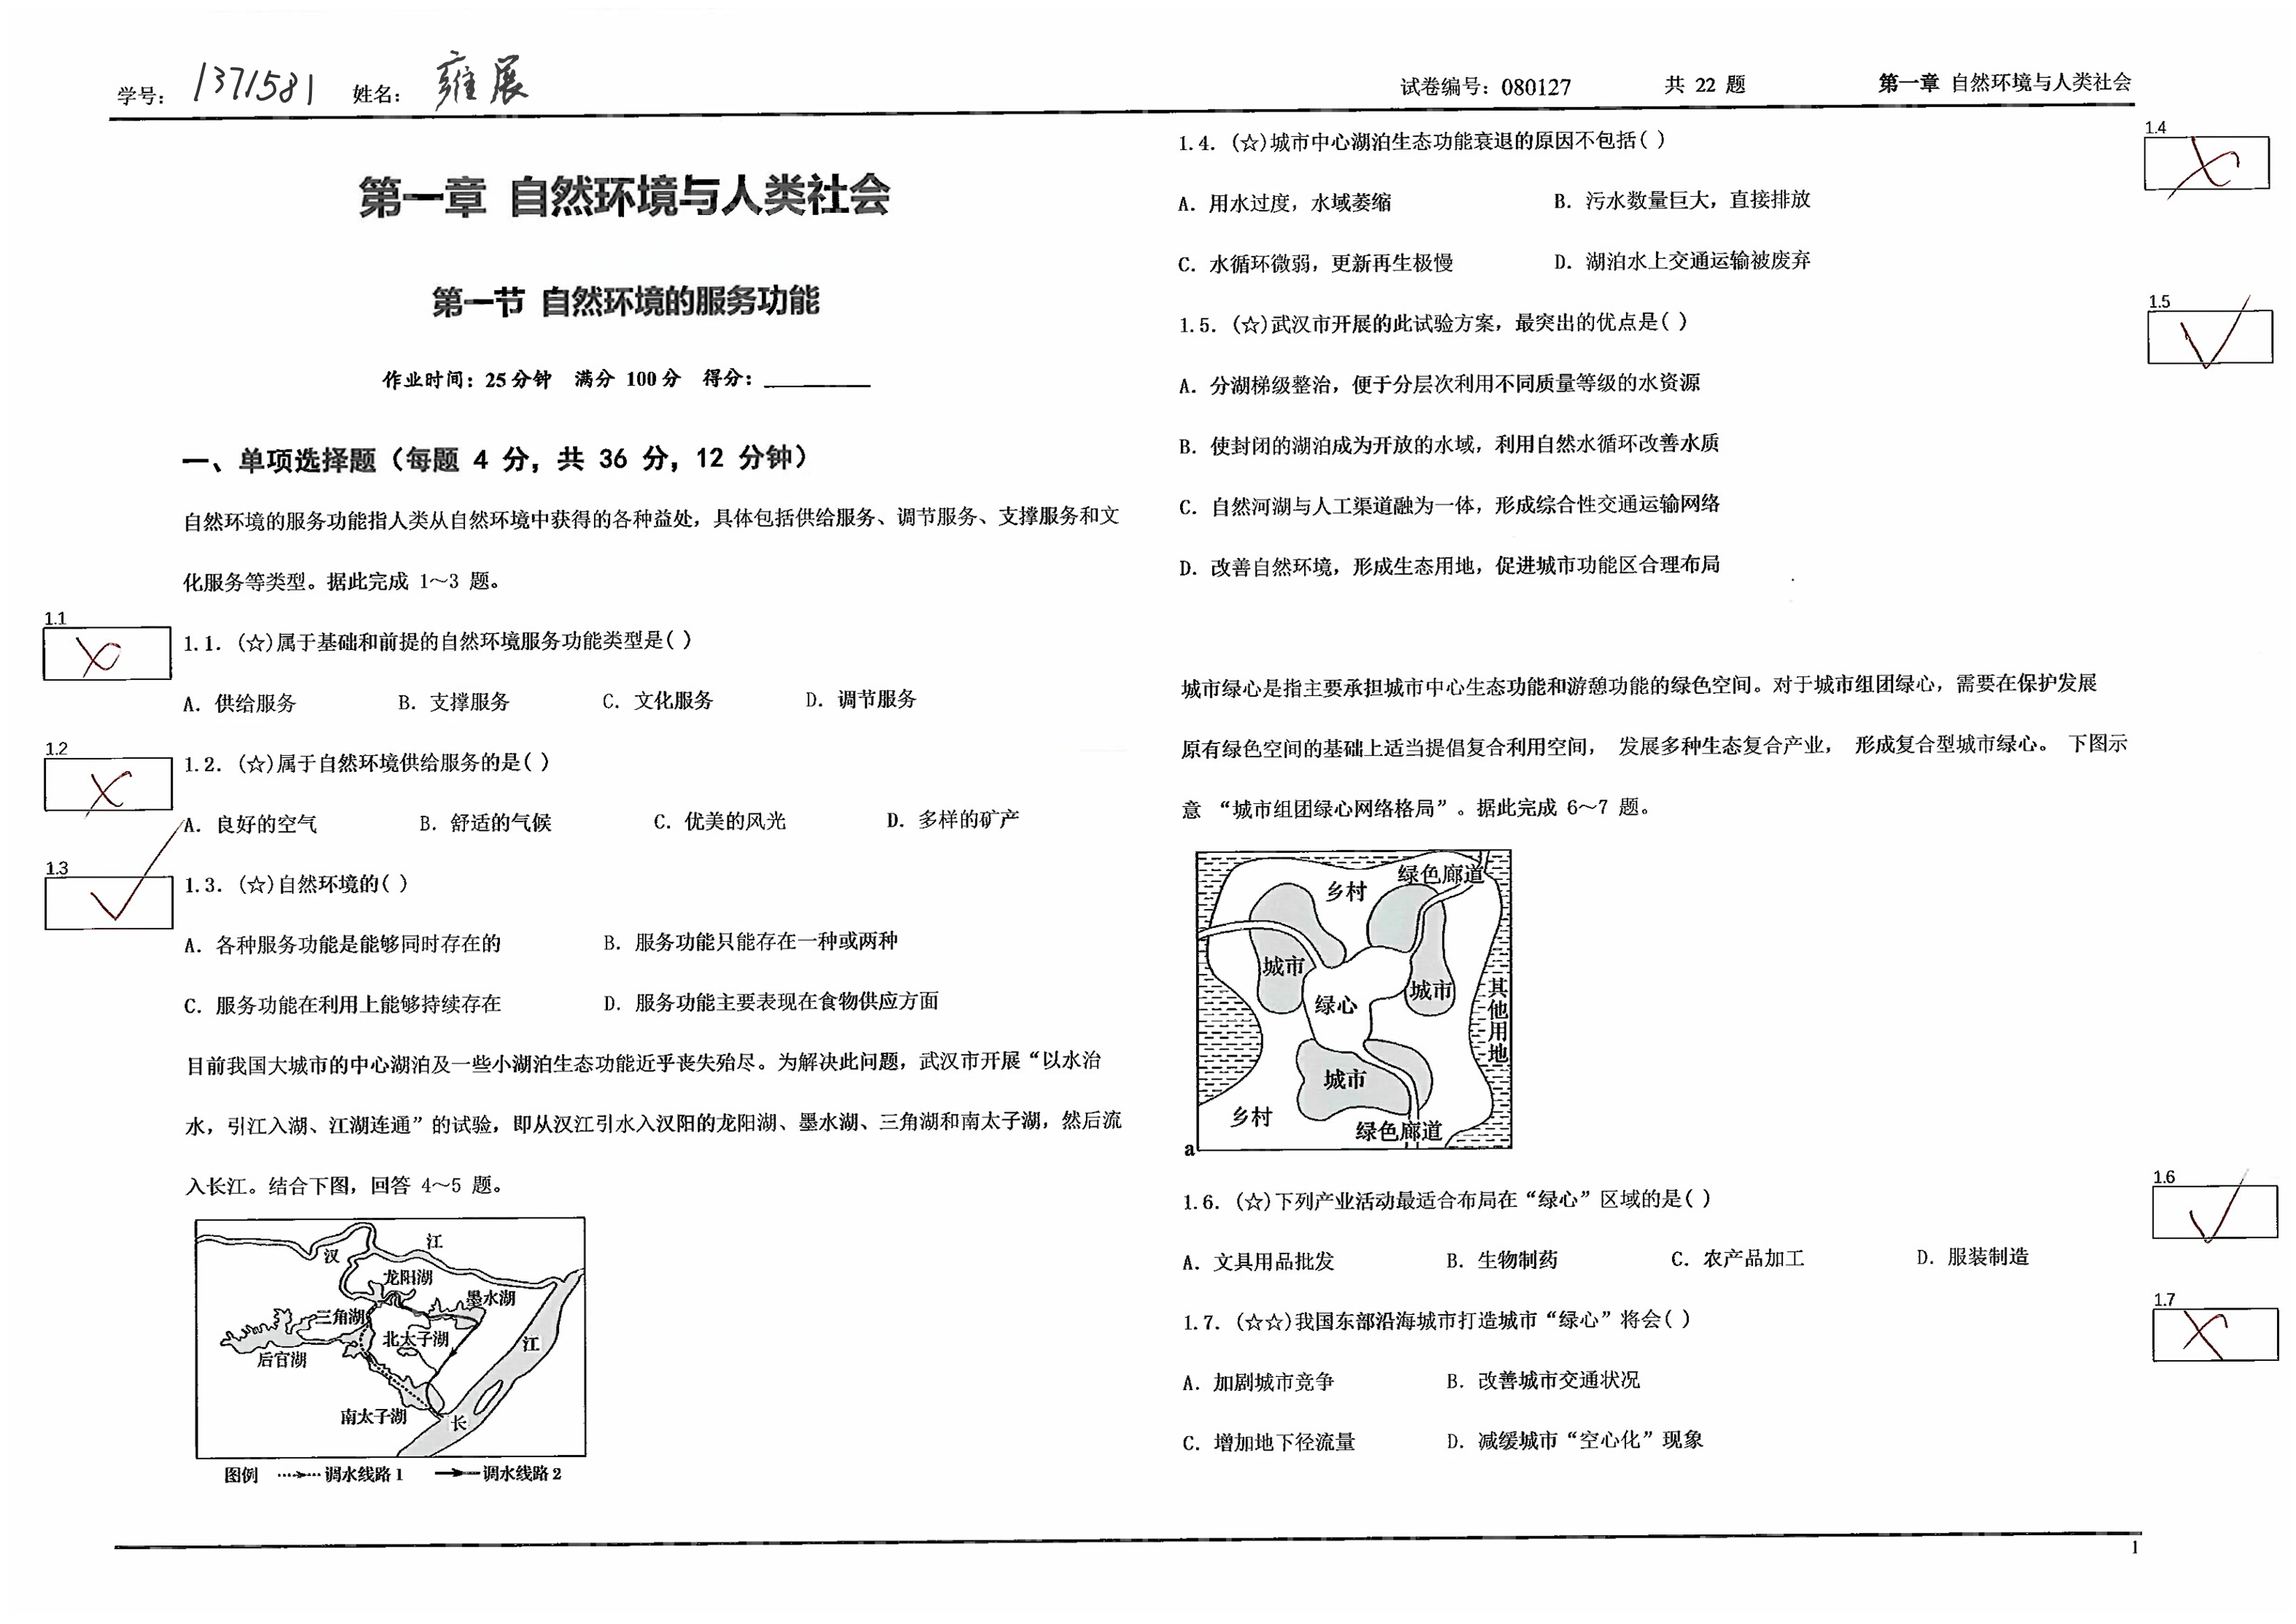 学号： 1371581 姓名： 雍展
试卷编号：080127 共 22 题 第一章 自然环境与人类社会
第一章 自然环境与人类社会
第一节 自然环境的服务功能
作业时间：25分钟 满分 100分 得分：
一、单项选择题（每题 4 分，共 36 分，12 分钟）
自然环境的服务功能指人类从自然环境中获得的各种益处，具体包括供给服务、调节服务、支撑服务和文
化服务等类型。据此完成 1～3 题。
1.1
1.1. (☆)属于基础和前提的自然环境服务功能类型是( )
A. 供给服务 B. 支撑服务 C. 文化服务 D. 调节服务
1.2
1.2. (☆)属于自然环境供给服务的是( )
A. 良好的空气 B. 舒适的气候 C. 优美的风光 D. 多样的矿产
1.3
1.3. (☆)自然环境的( )
A. 各种服务功能是能够同时存在的 B. 服务功能只能存在一种或两种
C. 服务功能在利用上能够持续存在 D. 服务功能主要表现在食物供应方面
目前我国大城市的中心湖泊及一些小湖泊生态功能近乎丧失殆尽。为解决此问题，武汉市开展“以水治
水，引江入湖、江湖连通”的试验，即从汉江引水入汉阳的龙阳湖、墨水湖、三角湖和南太子湖，然后流
入长江。结合下图，回答 4～5 题。
汉 江
龙阳湖
墨水湖
三角湖
北太子湖
后官湖
江
南太子湖
长
图例 调水线路1 调水线路2
1.4
1.4. (☆)城市中心湖泊生态功能衰退的原因不包括( )
A. 用水过度，水域萎缩 B. 污水数量巨大，直接排放
C. 水循环微弱，更新再生极慢 D. 湖泊水上交通运输被废弃
1.5
1.5. (☆)武汉市开展的此试验方案，最突出的优点是( )
A. 分湖梯级整治，便于分层次利用不同质量等级的水资源
B. 使封闭的湖泊成为开放的水域，利用自然水循环改善水质
C. 自然河湖与人工渠道融为一体，形成综合性交通运输网络
D. 改善自然环境，形成生态用地，促进城市功能区合理布局
城市绿心是指主要承担城市中心生态功能和游憩功能的绿色空间。对于城市组团绿心，需要在保护发展
原有绿色空间的基础上适当提倡复合利用空间， 发展多种生态复合产业， 形成复合型城市绿心。 下图示
意 “城市组团绿心网络格局”。据此完成 6～7 题。
绿色廊道
乡村
城市
城市
绿心
其他用地
城市
乡村
绿色廊道
a
1.6
1.6. (☆)下列产业活动最适合布局在“绿心”区域的是( )
A. 文具用品批发 B. 生物制药 C. 农产品加工 D. 服装制造
1.7
1.7. (☆☆)我国东部沿海城市打造城市“绿心”将会( )
A. 加剧城市竞争 B. 改善城市交通状况
C. 增加地下径流量 D. 减缓城市“空心化”现象
1